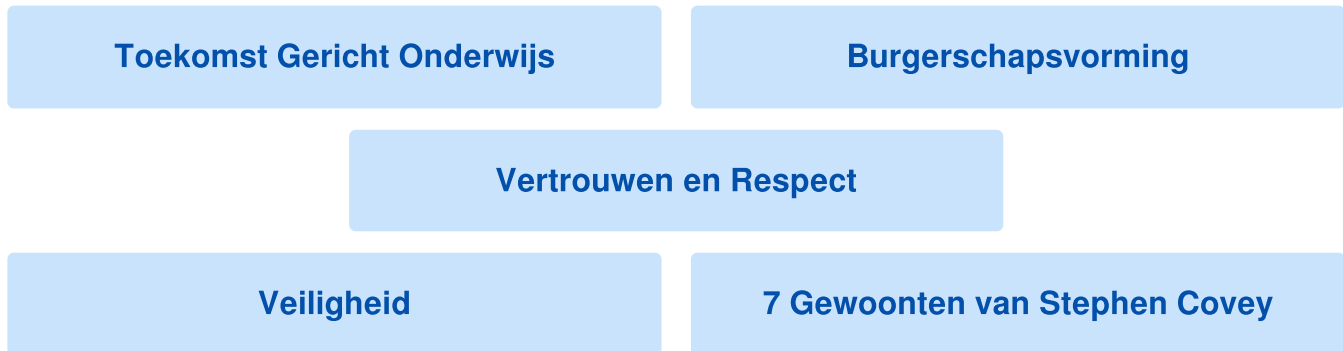 Toekomst Gericht Onderwijs
Burgerschapsvorming
Vertrouwen en Respect
Veiligheid
7 Gewoonten van Stephen Covey